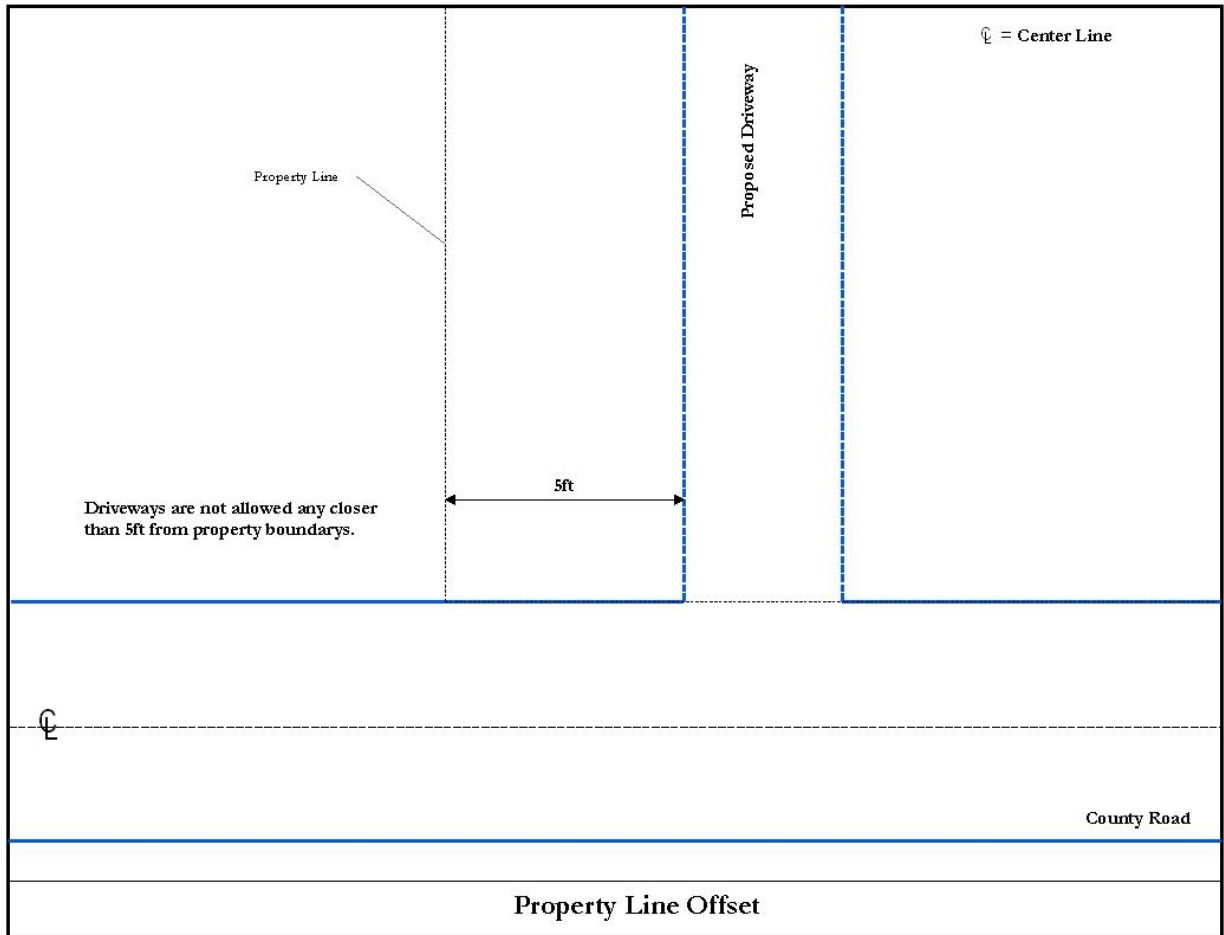 ℄ = Center Line
Proposed Driveway
Property Line
5ft
Driveways are not allowed any closer
than 5ft from property boundarys.
℄
County Road
Property Line Offset